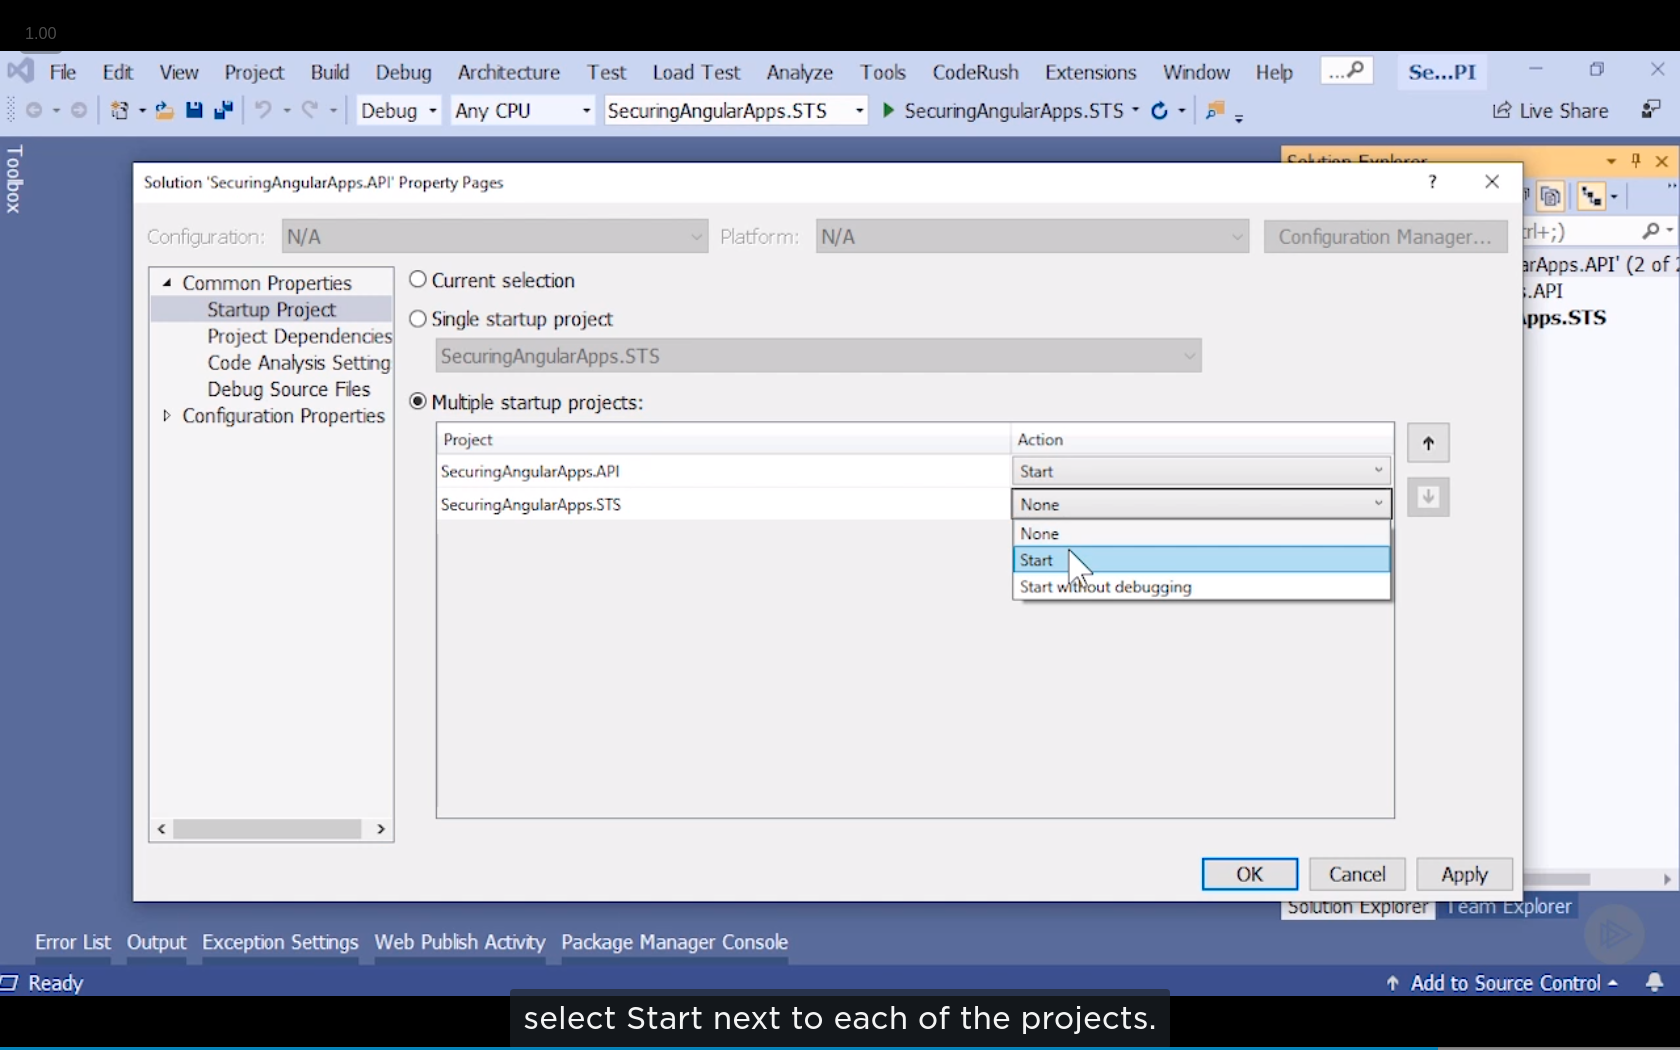 1.00
File Edit View Project Build Debug Architecture Test Load Test Analyze Tools CodeRush Extensions Window Help ... Se...PI
Debug Any CPU SecuringAngularApps.STS SecuringAngularApps.STS Live Share
Toolbox
Solution Explorer
Solution 'SecuringAngularApps.API' Property Pages ?
Configuration: N/A Platform: N/A Configuration Manager...
trl+;)
Common Properties
Startup Project
Project Dependencies
Code Analysis Setting
Debug Source Files
Configuration Properties
Current selection
Single startup project
SecuringAngularApps.STS
Multiple startup projects:
Project Action
SecuringAngularApps.API Start
SecuringAngularApps.STS None
None
Start
Start without debugging
arApps.API' (2 of 2
s.API
Apps.STS
OK Cancel Apply
Solution Explorer Team Explorer
Error List Output Exception Settings Web Publish Activity Package Manager Console
Ready Add to Source Control
select Start next to each of the projects.